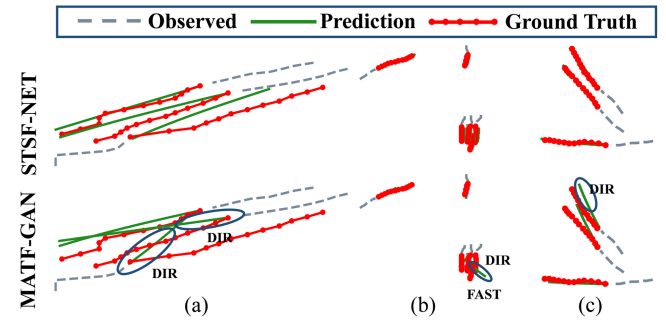 Observed Prediction Ground Truth
STSF-NET
MATF-GAN
DIR
DIR
DIR
FAST
DIR
(a) (b) (c)